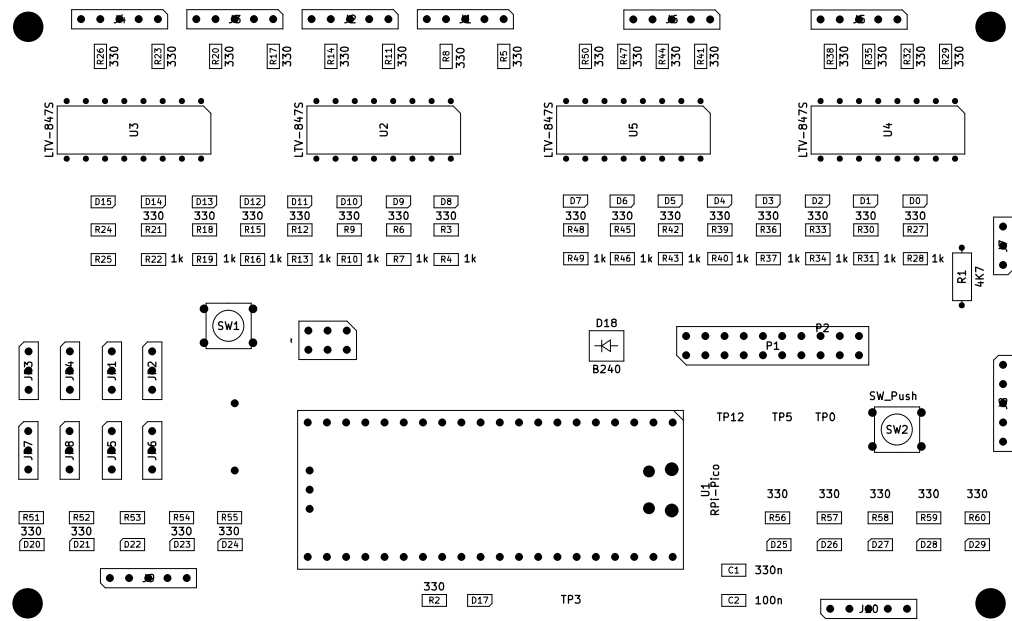 J4 J3 J2 J1 J6 J5
R26 330 R23 330 R20 330 R17 330 R14 330 R11 330 R8 330 R5 330 R50 330 R47 330 R44 330 R41 330 R38 330 R35 330 R32 330 R29 330
LTV-847S U3 LTV-847S U2 LTV-847S U5 LTV-847S U4
D15 D14 D13 D12 D11 D10 D9 D8 D7 D6 D5 D4 D3 D2 D1 D0
330 330 330 330 330 330 330 330 330 330 330 330 330 330 330
R24 R21 R18 R15 R12 R9 R6 R3 R48 R45 R42 R39 R36 R33 R30 R27
R25 R22 1k R19 1k R16 1k R13 1k R10 1k R7 1k R4 1k R49 1k R46 1k R43 1k R40 1k R37 1k R34 1k R31 1k R28 1k
R1 4K7
SW1 D18 P2
P1
B240
JP3 JP4 JP1 JP2
SW_Push
TP12 TP5 TP0 SW2
JP7 JP8 JP5 JP6
U1
RPi-Pico
330 330 330 330 330
R51 R52 R53 R54 R55 R56 R57 R58 R59 R60
330 330 330 330
D20 D21 D22 D23 D24 D25 D26 D27 D28 D29
J9 C1 330n
330
R2 D17 TP3 C2 100n
J10